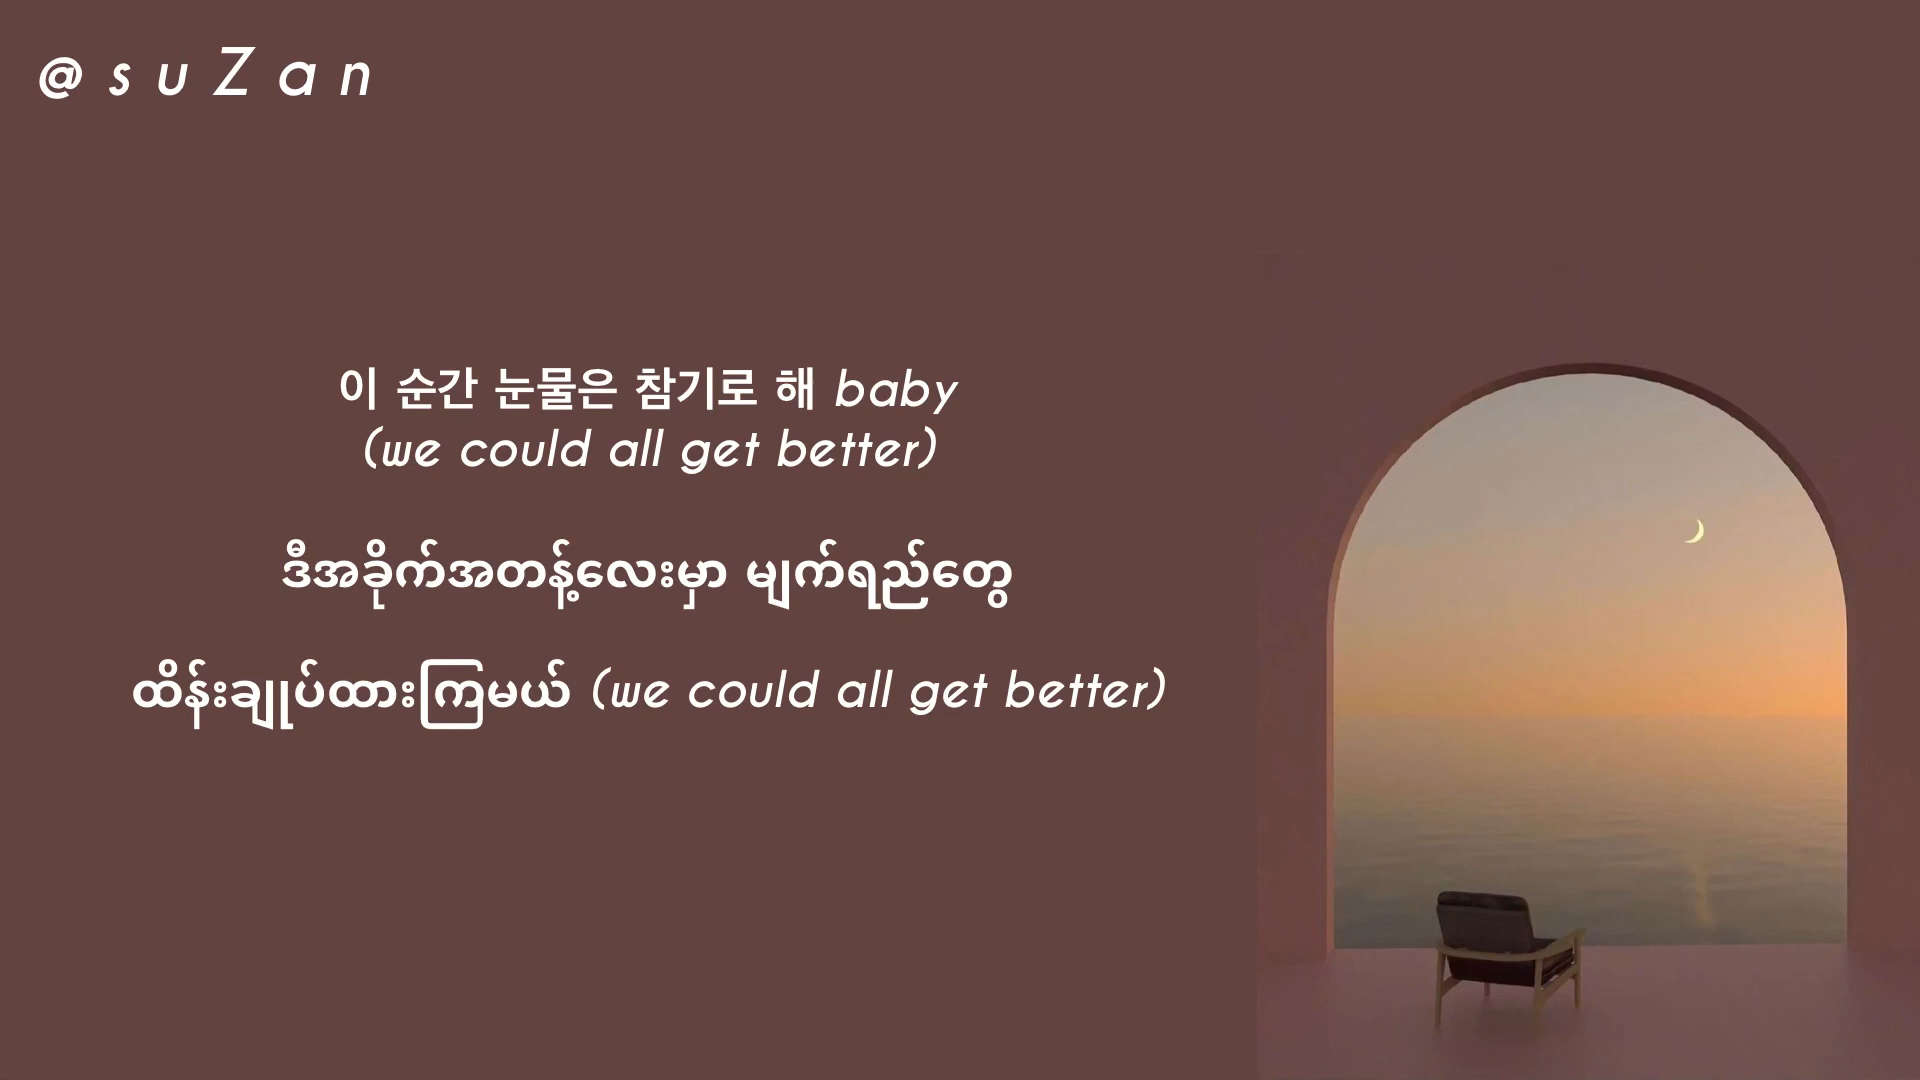 @suZan
이 순간 눈물은 참기로 해 baby
(we could all get better)
ဒီအခိုက်အတန့်လေးမှာ မျက်ရည်တွေ
ထိန်းချုပ်ထားကြမယ် (we could all get better)